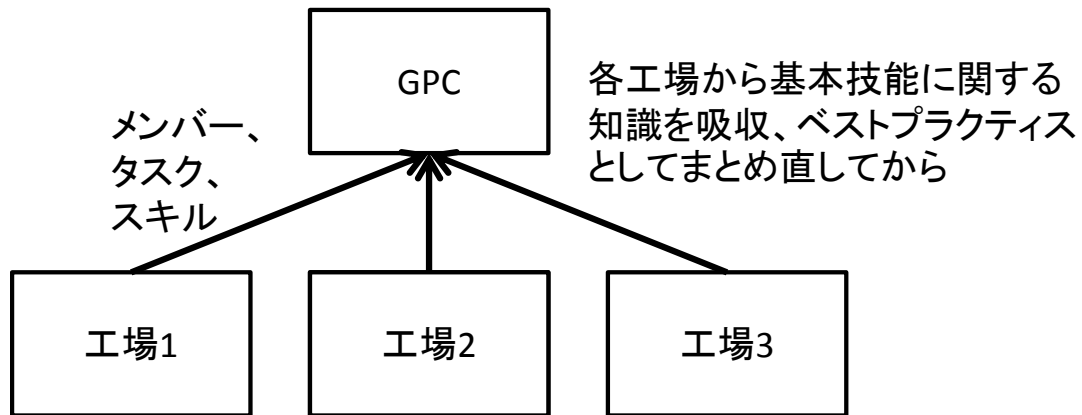 GPC
各工場から基本技能に関する
知識を吸収、ベストプラクティス
としてまとめ直してから
メンバー、
タスク、
スキル
工場1
工場2
工場3